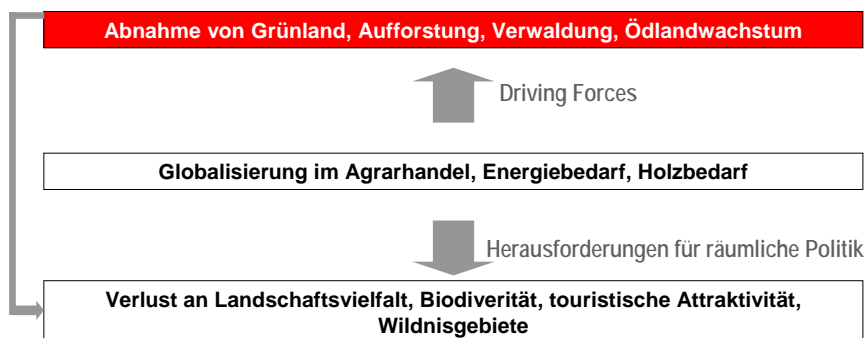 Abnahme von Grünland, Aufforstung, Verwaldung, Ödlandwachstum
Driving Forces
Globalisierung im Agrarhandel, Energiebedarf, Holzbedarf
Herausforderungen für räumliche Politik
Verlust an Landschaftsvielfalt, Biodiverität, touristische Attraktivität,
Wildnisgebiete